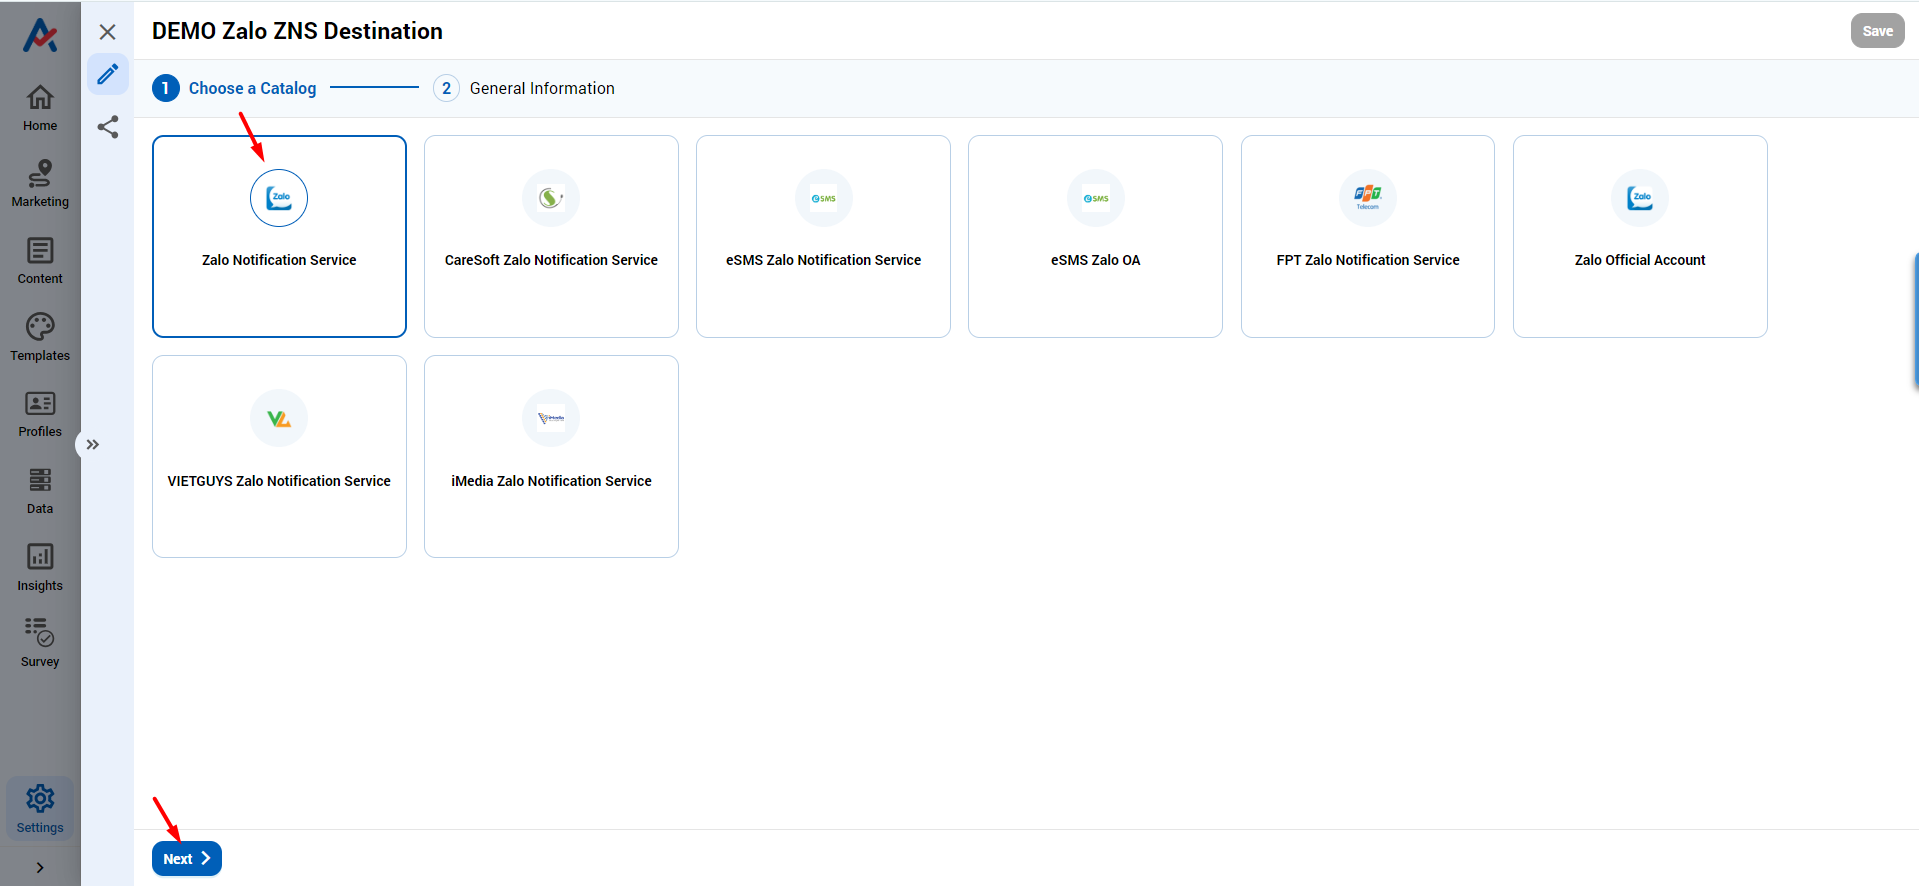 DEMO Zalo ZNS Destination
Save
1 Choose a Catalog
2 General Information
Home
Marketing
Content
Templates
Profiles
Data
Insights
Survey
Settings
Zalo
Zalo Notification Service
CareSoft Zalo Notification Service
eSMS
eSMS Zalo Notification Service
eSMS
eSMS Zalo OA
FPT
Telecom
FPT Zalo Notification Service
Zalo
Zalo Official Account
VIETGUYS Zalo Notification Service
iMedia
iMedia Zalo Notification Service
Next